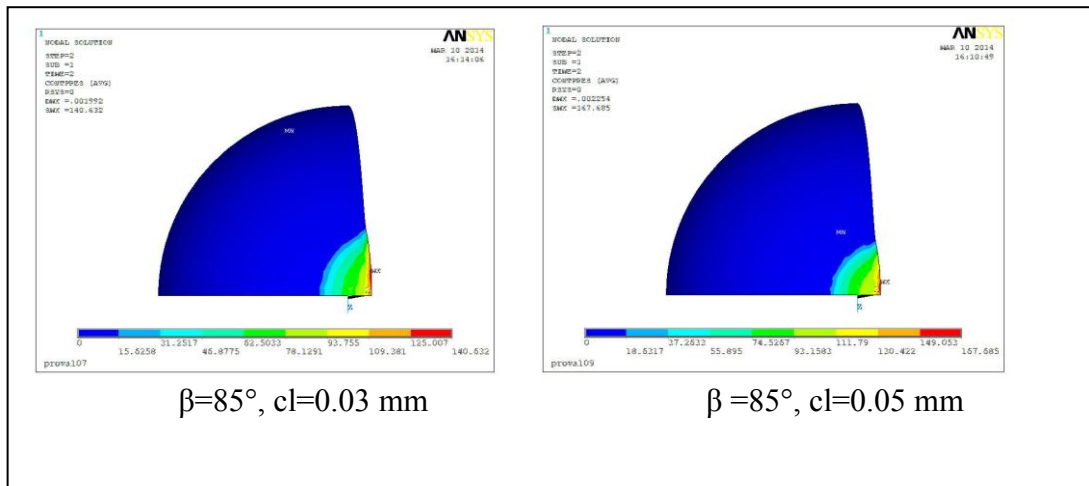 1
NODAL SOLUTION
STEP=2
SUB =1
TIME=2
CONTPRES (AVG)
RSYS=0
DMX =.001992
SMX =140.632
ANSYS
MAR 10 2014
16:14:06
MN
MX
Z
0 31.2517 62.5033 93.755 125.007
15.6258 46.8775 78.1291 109.381 140.632
prova107
β=85°, cl=0.03 mm
1
NODAL SOLUTION
STEP=2
SUB =1
TIME=2
CONTPRES (AVG)
RSYS=0
DMX =.002254
SMX =167.685
ANSYS
MAR 10 2014
16:10:49
MN
MX
Z
0 37.2632 74.5267 111.79 149.053
18.6317 55.895 93.1583 130.422 167.685
prova109
β =85°, cl=0.05 mm